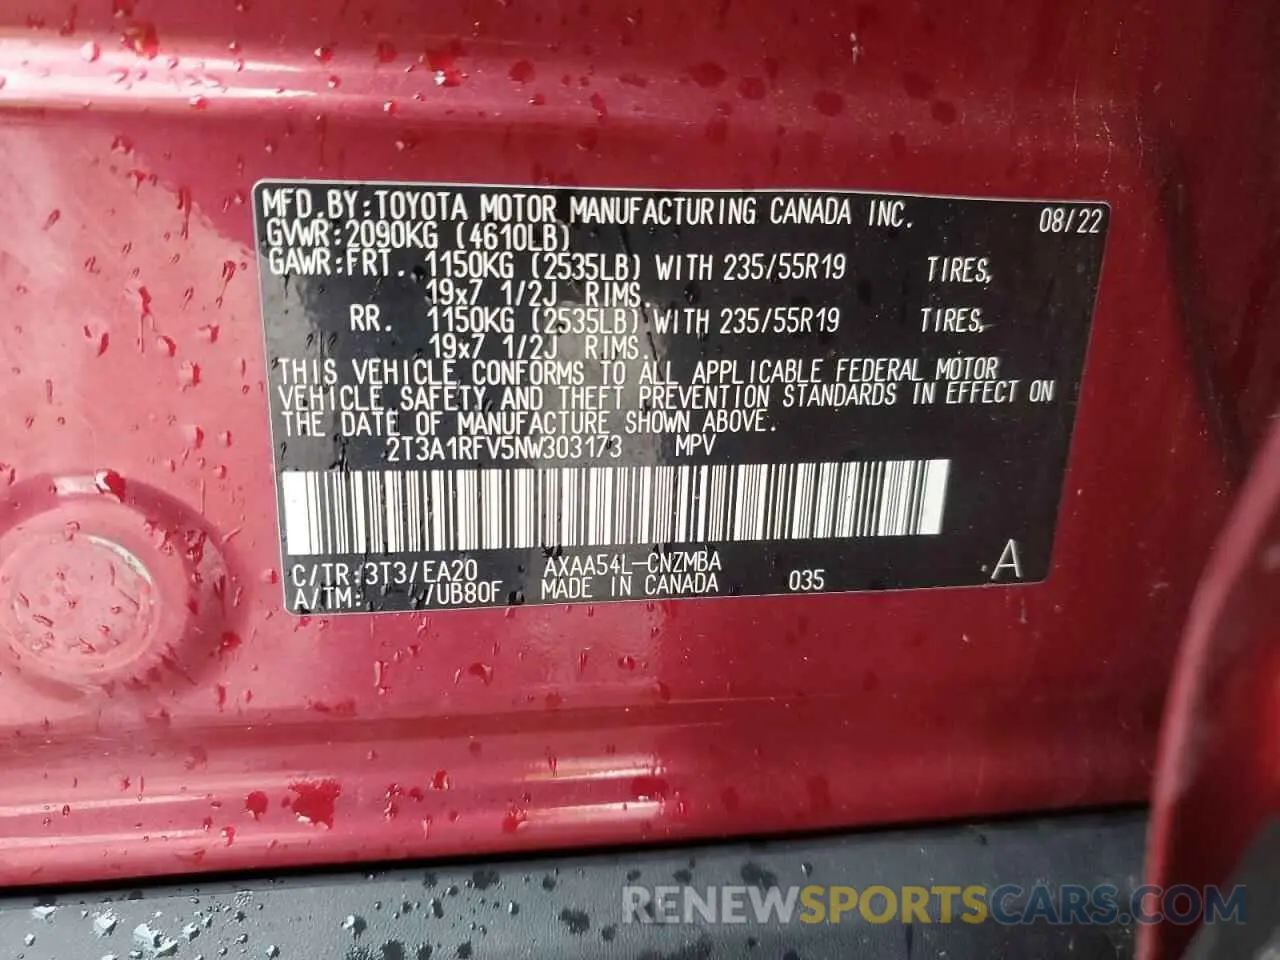 MFD.BY:TOYOTA MOTOR MANUFACTURING CANADA INC. 08/22
GVWR:2090KG (4610LB)
GAWR:FRT. 1150KG (2535LB) WITH 235/55R19 TIRES,
19x7 1/2J RIMS.
RR. 1150KG (2535LB) WITH 235/55R19 TIRES,
19x7 1/2J RIMS.
THIS VEHICLE CONFORMS TO ALL APPLICABLE FEDERAL MOTOR
VEHICLE SAFETY AND THEFT PREVENTION STANDARDS IN EFFECT ON
THE DATE OF MANUFACTURE SHOWN ABOVE.
2T3A1RFV5NW303173 MPV
C/TR:3T3/EA20 AXAA54L-CNZMBA
A/TM: /UB80F MADE IN CANADA 035 .A
RENEWSPORTSCARS.COM